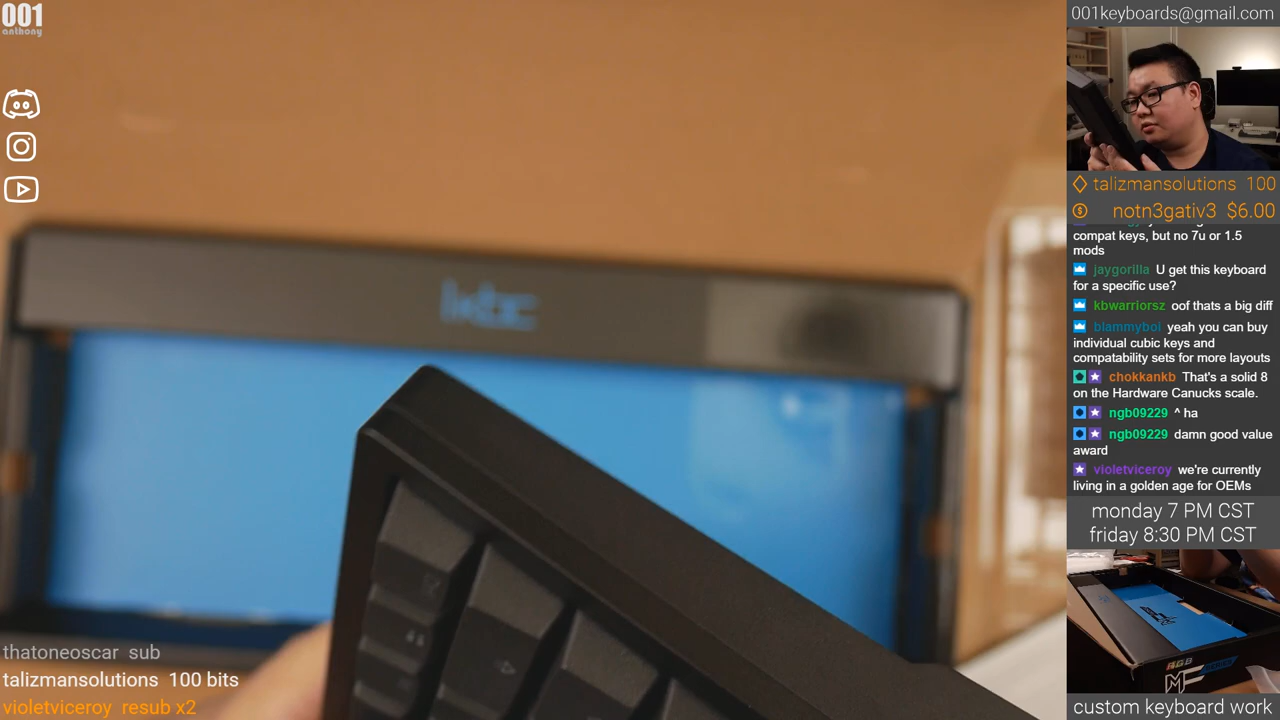 001
anthony
thatoneoscar sub
talizmansolutions 100 bits
violetviceroy resub x2
001keyboards@gmail.com
talizmansolutions 100
notn3gativ3 $6.00
compat keys, but no 7u or 1.5
mods
jaygorilla U get this keyboard
for a specific use?
kbwarriorsz oof thats a big diff
blammyboi yeah you can buy
individual cubic keys and
compatability sets for more layouts
chokkankb That's a solid 8
on the Hardware Canucks scale.
ngb09229 ^ ha
ngb09229 damn good value
award
violetviceroy we're currently
living in a golden age for OEMs
monday 7 PM CST
friday 8:30 PM CST
RGB
MF
custom keyboard work